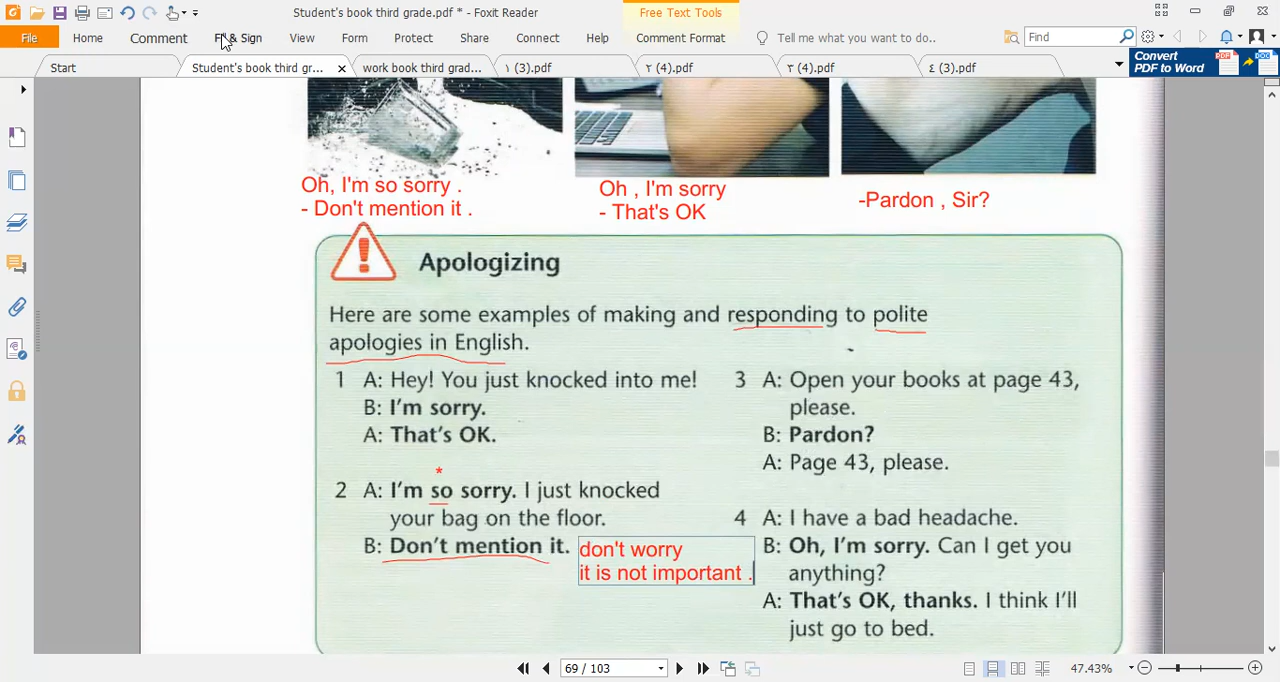 Student's book third grade.pdf * - Foxit Reader
Free Text Tools
File
Home
Comment
Fill & Sign
View
Form
Protect
Share
Connect
Help
Comment Format
Tell me what you want to do..
Find
Start
Student's book third gr...
work book third grad...
١ (3).pdf
٢ (4).pdf
٣ (4).pdf
٤ (3).pdf
Convert
PDF to Word
Oh, I'm so sorry .
- Don't mention it .
Oh , I'm sorry
- That's OK
-Pardon , Sir?
Apologizing
Here are some examples of making and responding to polite
apologies in English.
1 A: Hey! You just knocked into me!
B: I'm sorry.
A: That's OK.
*
2 A: I'm so sorry. I just knocked
your bag on the floor.
B: Don't mention it.
don't worry
it is not important .
3 A: Open your books at page 43,
please.
B: Pardon?
A: Page 43, please.
4 A: I have a bad headache.
B: Oh, I'm sorry. Can I get you
anything?
A: That's OK, thanks. I think I'll
just go to bed.
69 / 103
47.43%